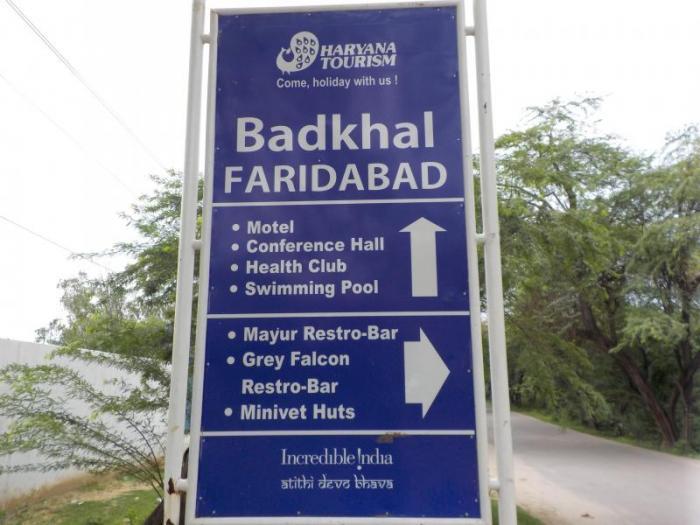 HARYANA
TOURISM
Come, holiday with us !
Badkhal
FARIDABAD
• Motel
• Conference Hall
• Health Club
• Swimming Pool
• Mayur Restro-Bar
• Grey Falcon
Restro-Bar
• Minivet Huts
Incredible !ndia
atithi devo bhava